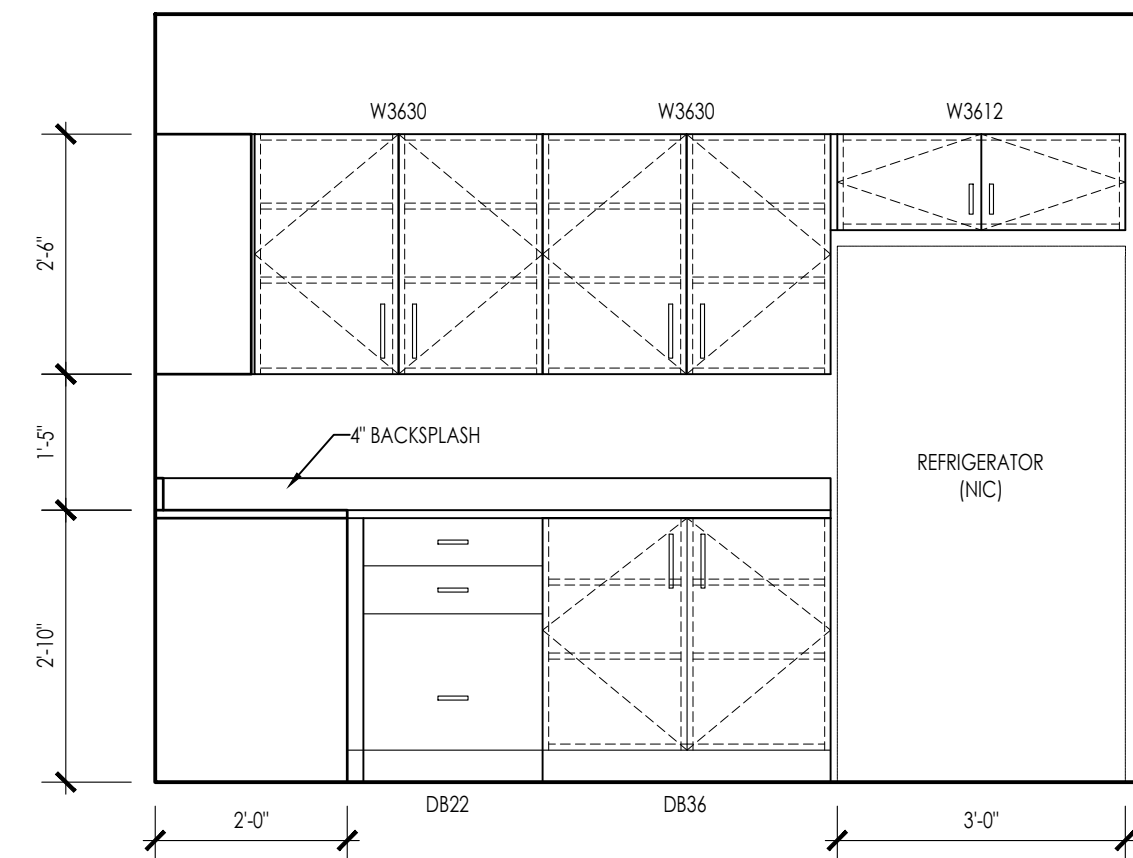 W3630
W3630
W3612
2'-6"
1'-5"
4" BACKSPLASH
REFRIGERATOR
(NIC)
2'-10"
DB22
DB36
2'-0"
3'-0"